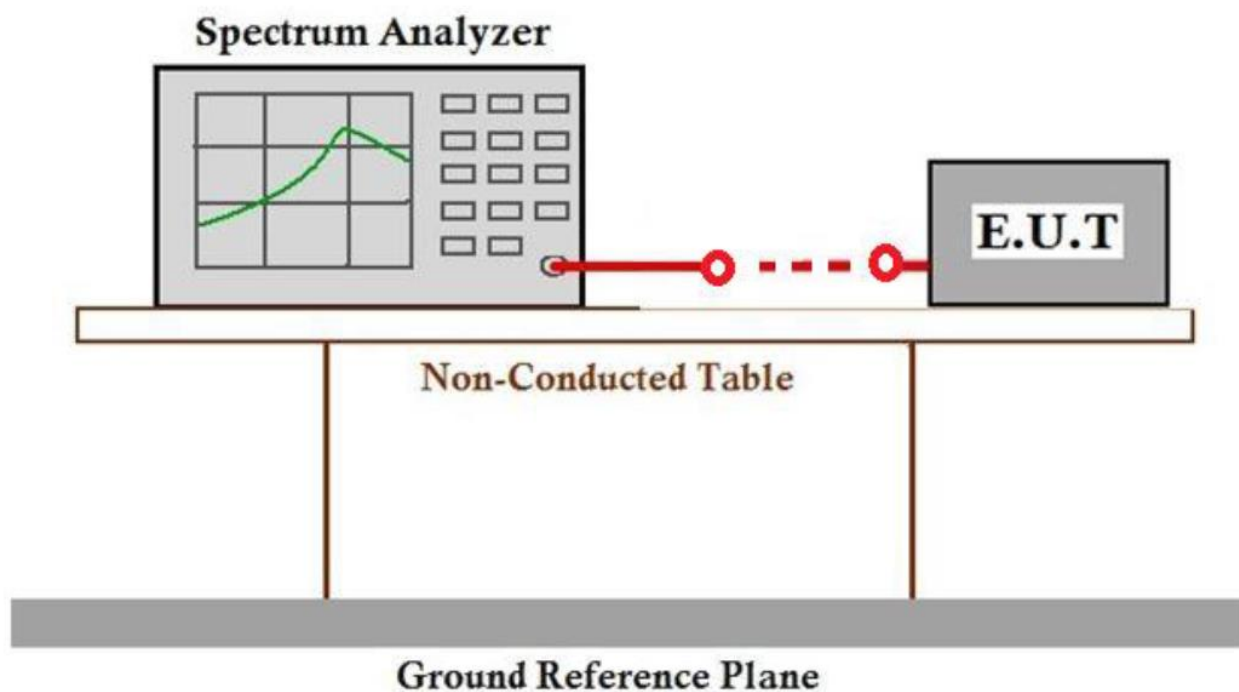 Spectrum Analyzer
E.U.T
Non-Conducted Table
Ground Reference Plane